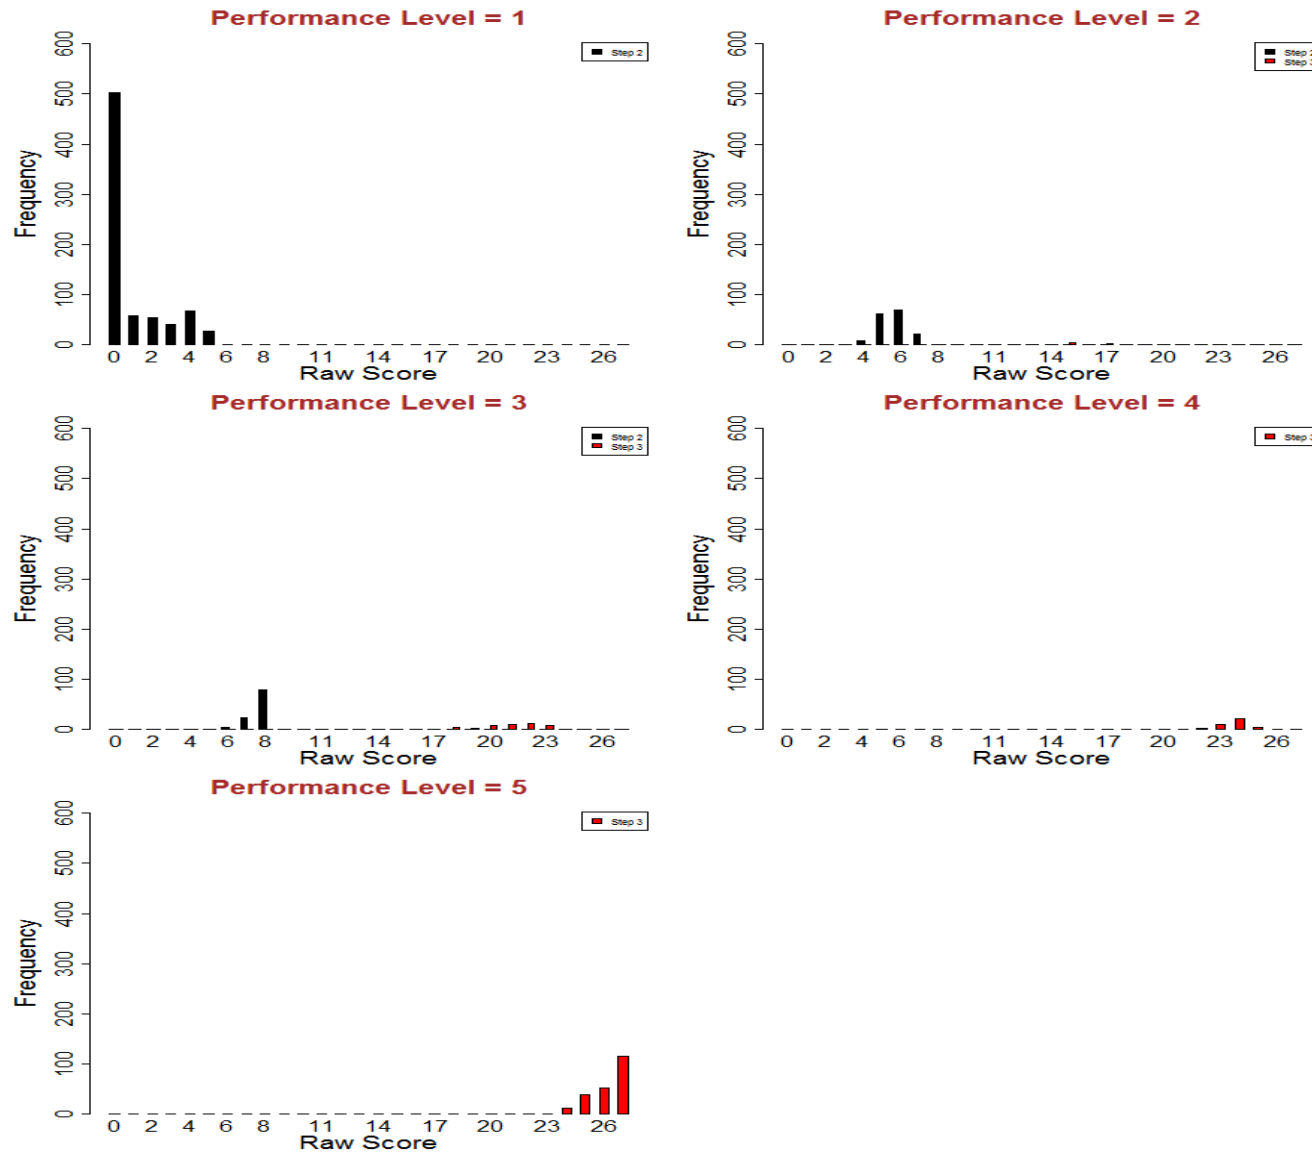 Performance Level = 1
Step 2
Frequency
0 100 200 300 400 500 600
0 2 4 6 8 11 14 17 20 23 26
Raw Score
Performance Level = 2
Step 2
Step 3
Frequency
0 100 200 300 400 500 600
0 2 4 6 8 11 14 17 20 23 26
Raw Score
Performance Level = 3
Step 2
Step 3
Frequency
0 100 200 300 400 500 600
0 2 4 6 8 11 14 17 20 23 26
Raw Score
Performance Level = 4
Step 3
Frequency
0 100 200 300 400 500 600
0 2 4 6 8 11 14 17 20 23 26
Raw Score
Performance Level = 5
Step 3
Frequency
0 100 200 300 400 500 600
0 2 4 6 8 11 14 17 20 23 26
Raw Score